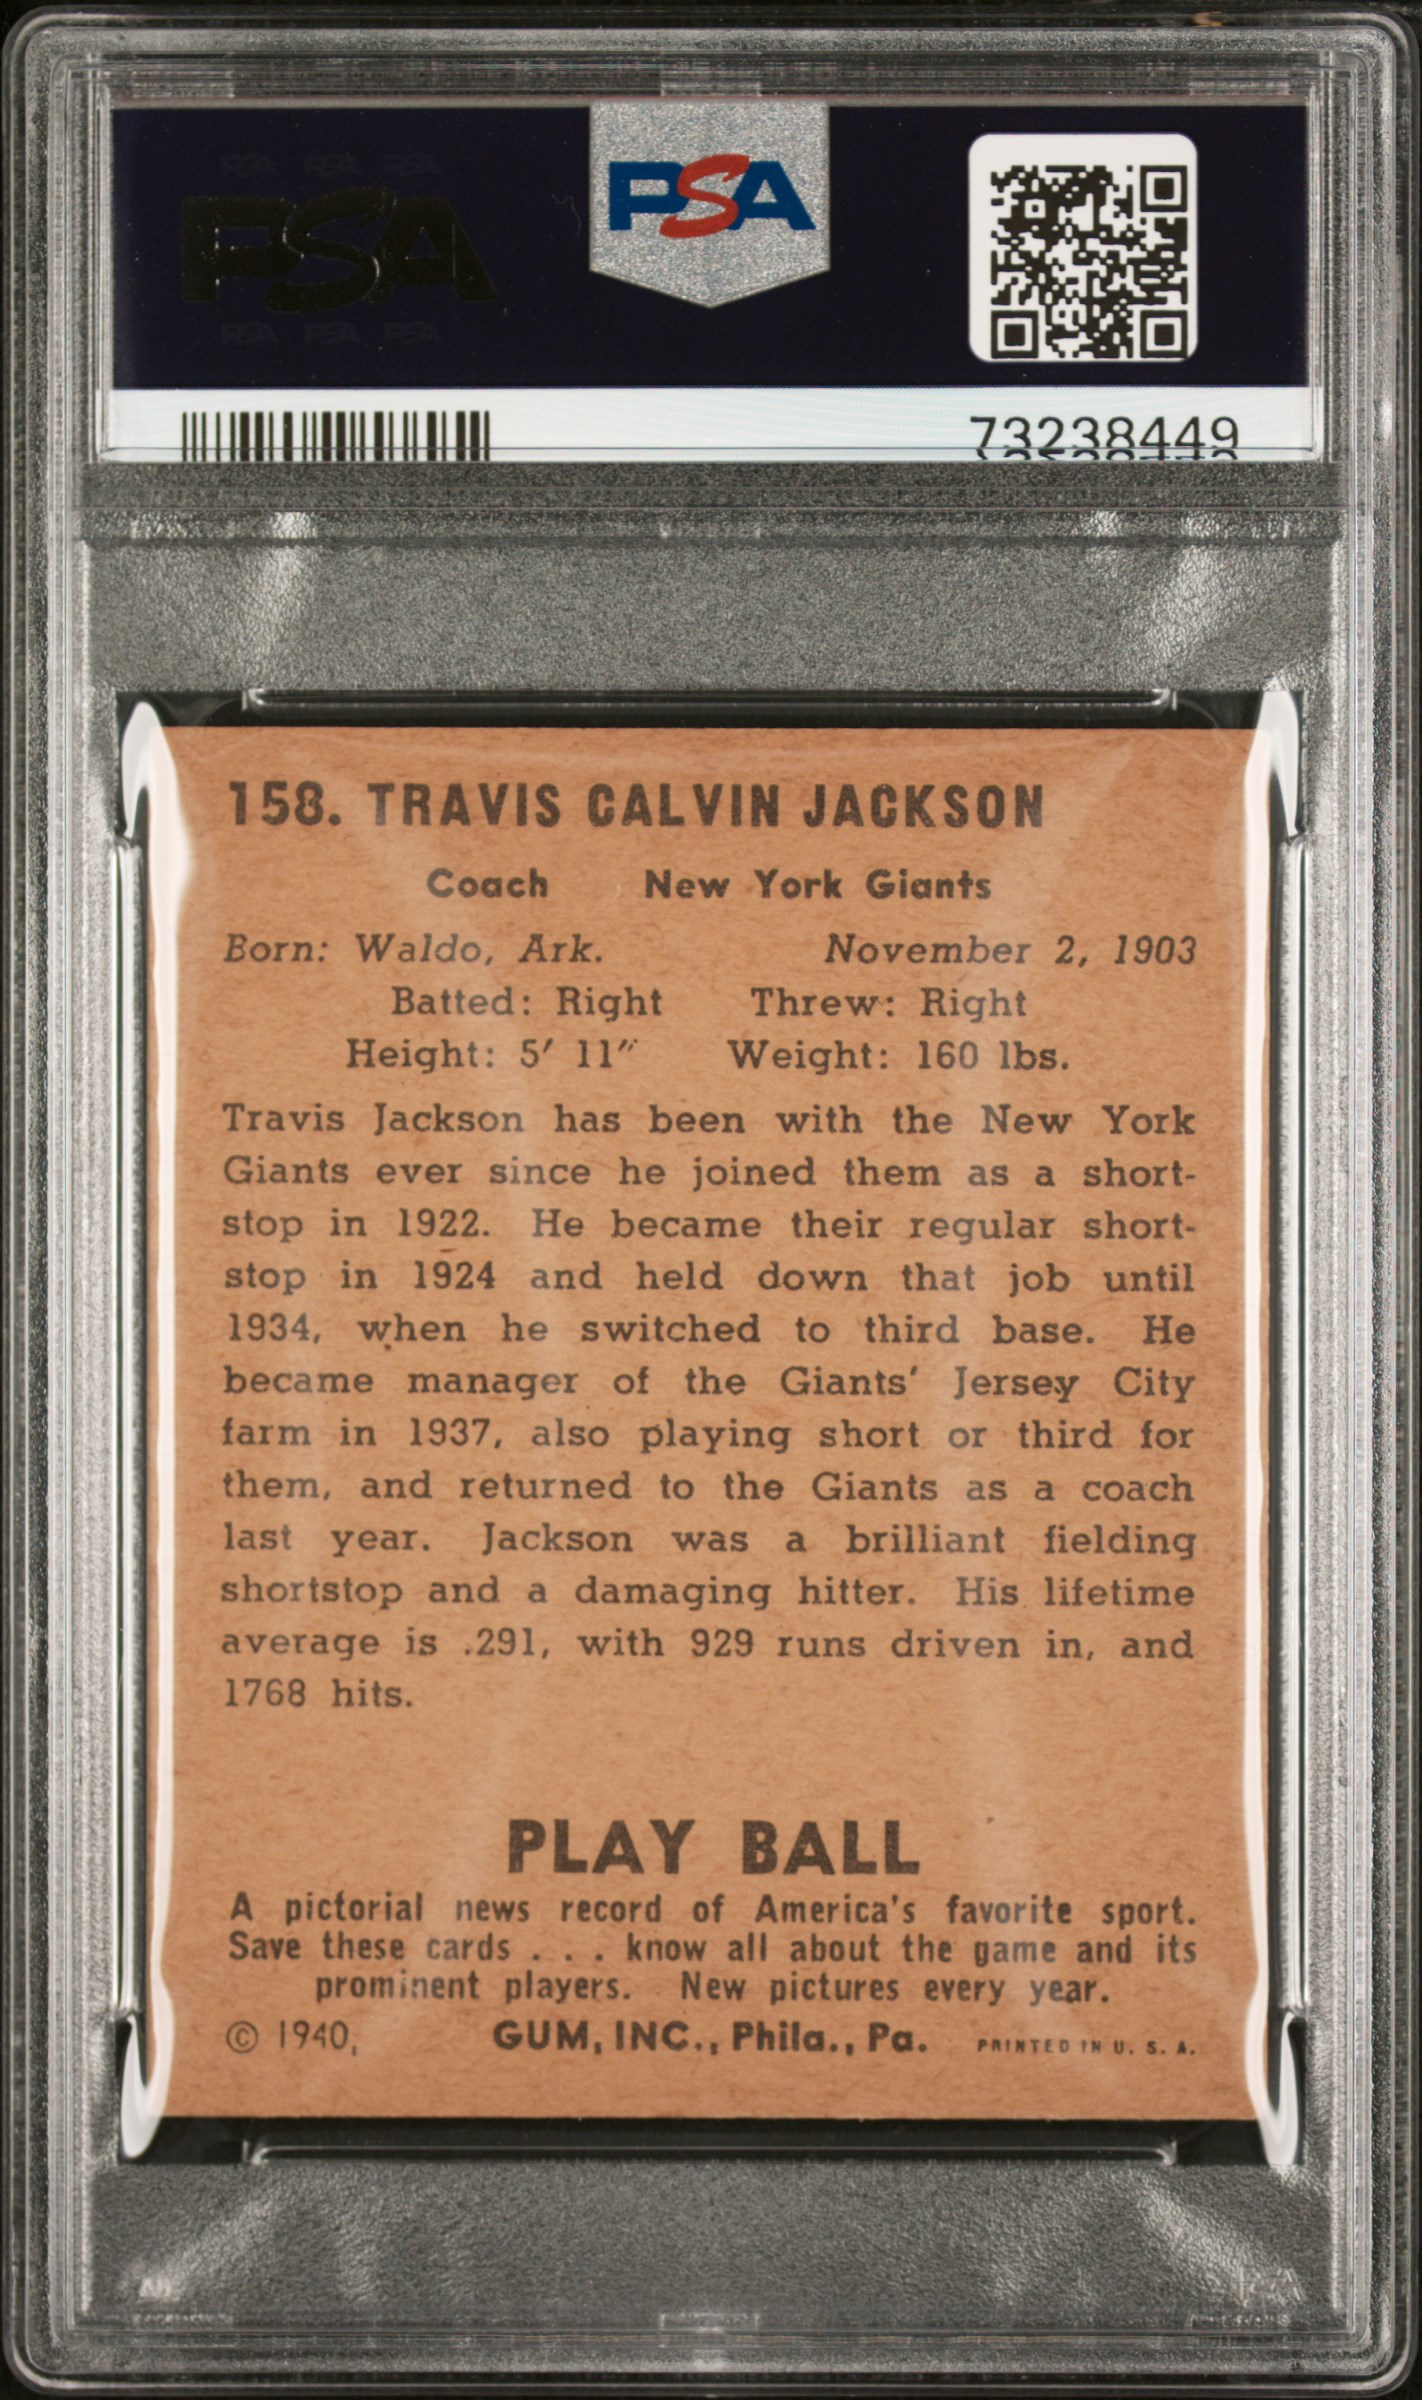 PSA PSA PSA
PSA
PSA PSA PSA
PSA
73238449
158. TRAVIS CALVIN JACKSON
Coach New York Giants
Born: Waldo, Ark. November 2, 1903
Batted: Right Threw: Right
Height: 5' 11" Weight: 160 lbs.
Travis Jackson has been with the New York
Giants ever since he joined them as a short-
stop in 1922. He became their regular short-
stop in 1924 and held down that job until
1934, when he switched to third base. He
became manager of the Giants' Jersey City
farm in 1937, also playing short or third for
them, and returned to the Giants as a coach
last year. Jackson was a brilliant fielding
shortstop and a damaging hitter. His lifetime
average is .291, with 929 runs driven in, and
1768 hits.
PLAY BALL
A pictorial news record of America's favorite sport.
Save these cards . . . know all about the game and its
prominent players. New pictures every year.
© 1940, GUM, INC., Phila., Pa. PRINTED IN U. S. A.